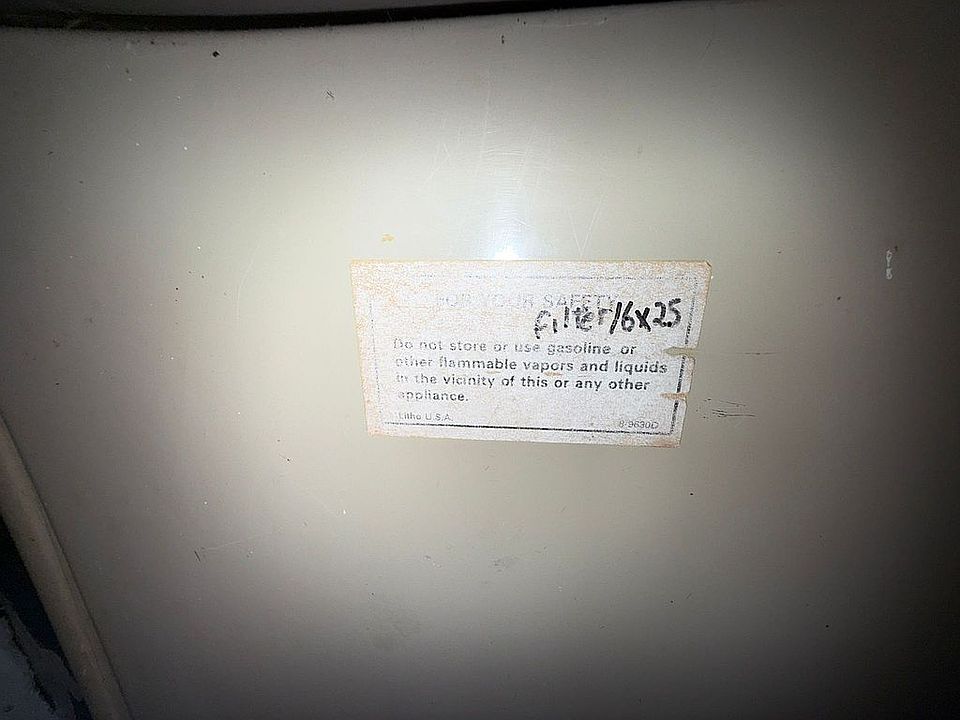 FOR YOUR SAFETY
Filter 16x25
Do not store or use gasoline or
other flammable vapors and liquids
in the vicinity of this or any other
appliance.
Litho U.S.A.
8-9630D